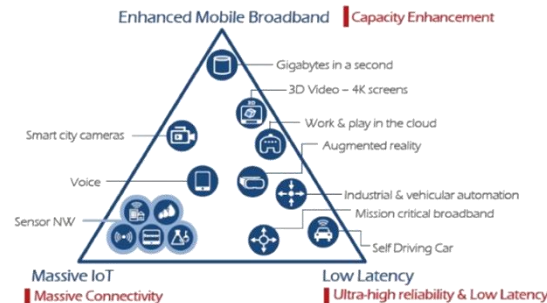 Enhanced Mobile Broadband
Capacity Enhancement
Gigabytes in a second
3D Video – 4K screens
3D
Work & play in the cloud
Smart city cameras
Augmented reality
Voice
Industrial & vehicular automation
Mission critical broadband
Sensor NW
Self Driving Car
Massive IoT
Low Latency
Massive Connectivity
Ultra-high reliability & Low Latency